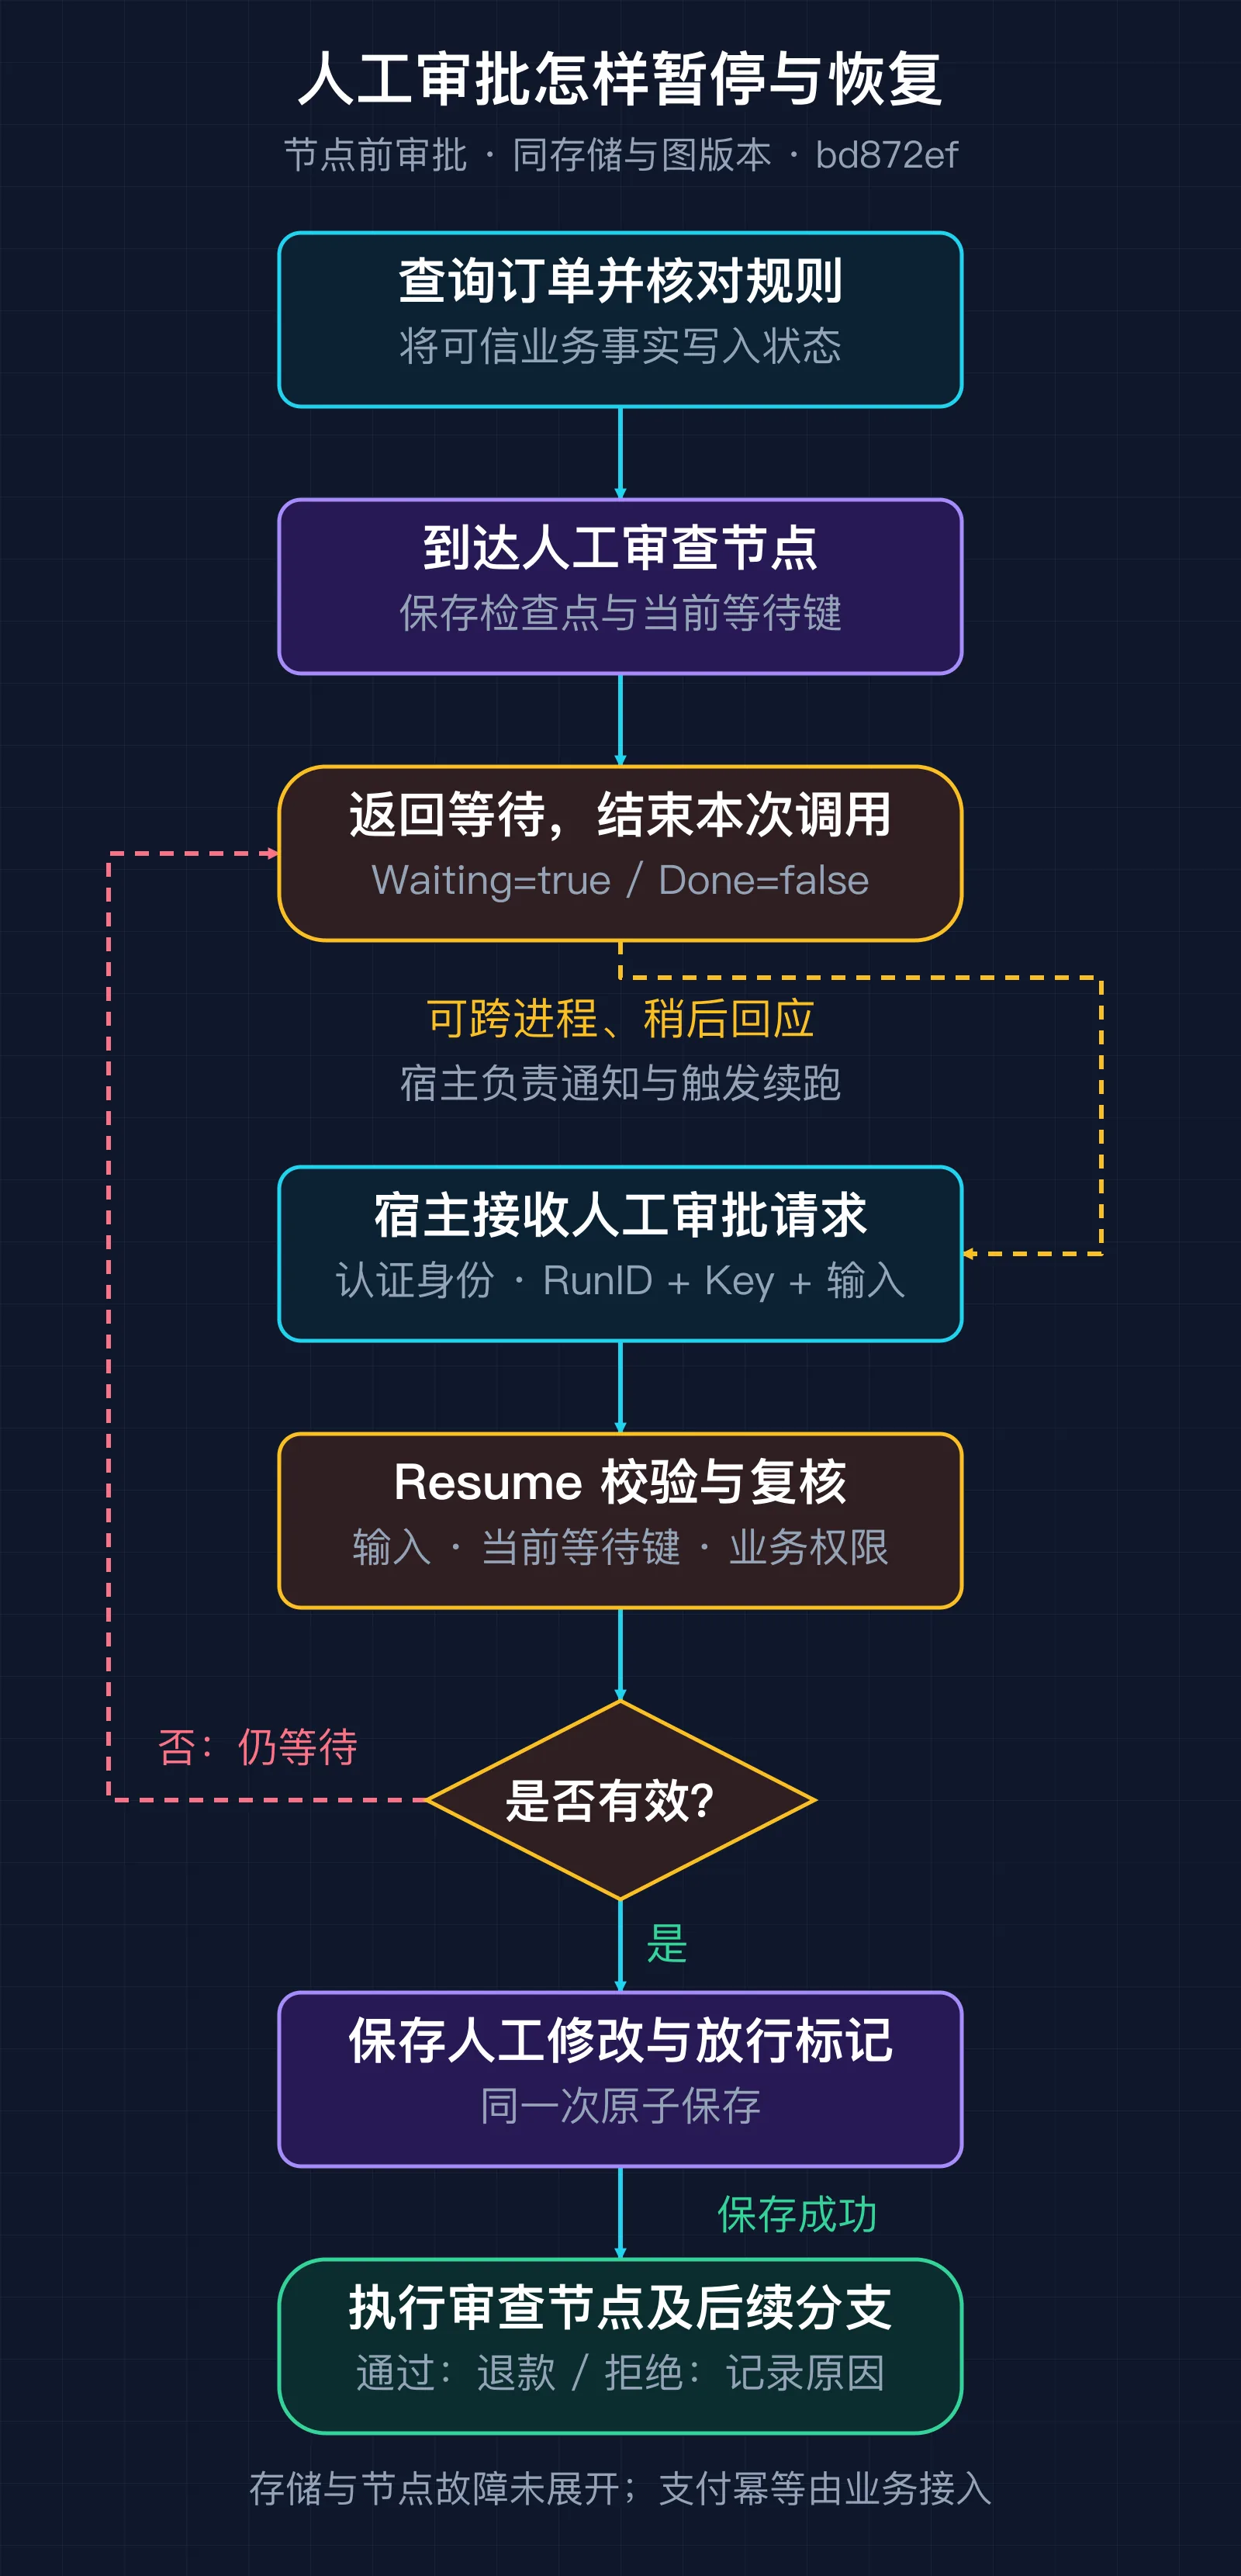 人工审批怎样暂停与恢复
节点前审批 · 同存储与图版本 · bd872ef
查询订单并核对规则
将可信业务事实写入状态
到达人工审查节点
保存检查点与当前等待键
返回等待，结束本次调用
Waiting=true / Done=false
可跨进程、稍后回应
宿主负责通知与触发续跑
宿主接收人工审批请求
认证身份 · RunID + Key + 输入
Resume 校验与复核
输入 · 当前等待键 · 业务权限
否：仍等待
是否有效？
是
保存人工修改与放行标记
同一次原子保存
保存成功
执行审查节点及后续分支
通过：退款 / 拒绝：记录原因
存储与节点故障未展开；支付幂等由业务接入